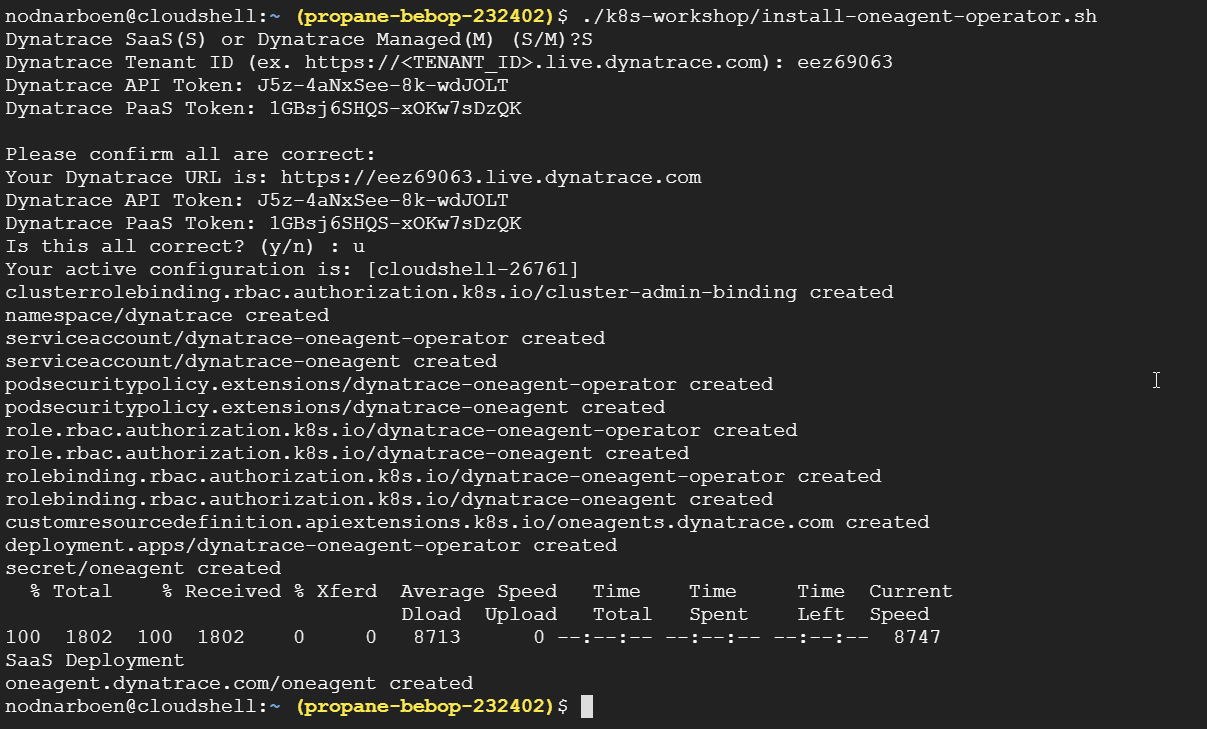 nodnarboen@cloudshell:~ (propane-bebop-232402)$ ./k8s-workshop/install-oneagent-operator.sh
Dynatrace SaaS(S) or Dynatrace Managed(M) (S/M)?S
Dynatrace Tenant ID (ex. https://<TENANT_ID>.live.dynatrace.com): eez69063
Dynatrace API Token: J5z-4aNxSee-8k-wdJOLT
Dynatrace PaaS Token: 1GBsj6SHQS-xOKw7sDzQK
Please confirm all are correct:
Your Dynatrace URL is: https://eez69063.live.dynatrace.com
Dynatrace API Token: J5z-4aNxSee-8k-wdJOLT
Dynatrace PaaS Token: 1GBsj6SHQS-xOKw7sDzQK
Is this all correct? (y/n) : u
Your active configuration is: [cloudshell-26761]
clusterrolebinding.rbac.authorization.k8s.io/cluster-admin-binding created
namespace/dynatrace created
serviceaccount/dynatrace-oneagent-operator created
serviceaccount/dynatrace-oneagent created
podsecuritypolicy.extensions/dynatrace-oneagent-operator created
podsecuritypolicy.extensions/dynatrace-oneagent created
role.rbac.authorization.k8s.io/dynatrace-oneagent-operator created
role.rbac.authorization.k8s.io/dynatrace-oneagent created
rolebinding.rbac.authorization.k8s.io/dynatrace-oneagent-operator created
rolebinding.rbac.authorization.k8s.io/dynatrace-oneagent created
customresourcedefinition.apiextensions.k8s.io/oneagents.dynatrace.com created
deployment.apps/dynatrace-oneagent-operator created
secret/oneagent created
  % Total    % Received % Xferd  Average Speed   Time    Time     Time  Current
                                 Dload  Upload   Total   Spent    Left  Speed
100  1802  100  1802    0     0   8713      0 --:--:-- --:--:-- --:--:--  8747
SaaS Deployment
oneagent.dynatrace.com/oneagent created
nodnarboen@cloudshell:~ (propane-bebop-232402)$